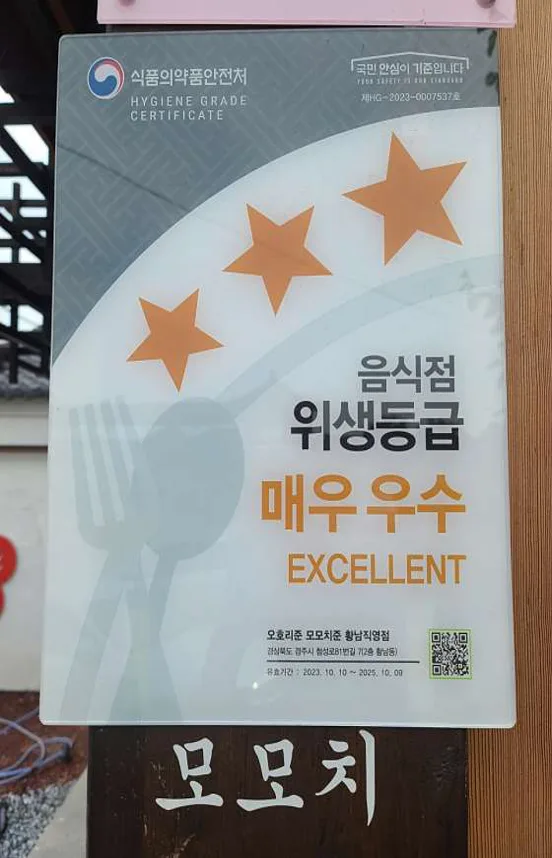 식품의약품안전처
HYGIENE GRADE
CERTIFICATE
국민 안심이 기준입니다
YOUR SAFETY IS OUR STANDARD
제HG-2023-0007537호
음식점
위생등급
매우 우수
EXCELLENT
오호리준 모모치준 황남직영점
경상북도 경주시 첨성로81번길 7(2층 황남동)
유효기간 : 2023. 10. 10 ~ 2025. 10. 09
모모치